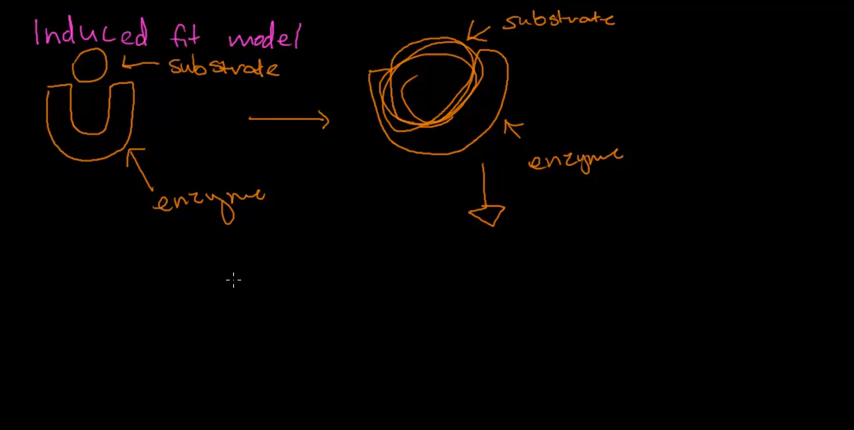 Induced fit model
substrate
substrate
enzyme
enzyme